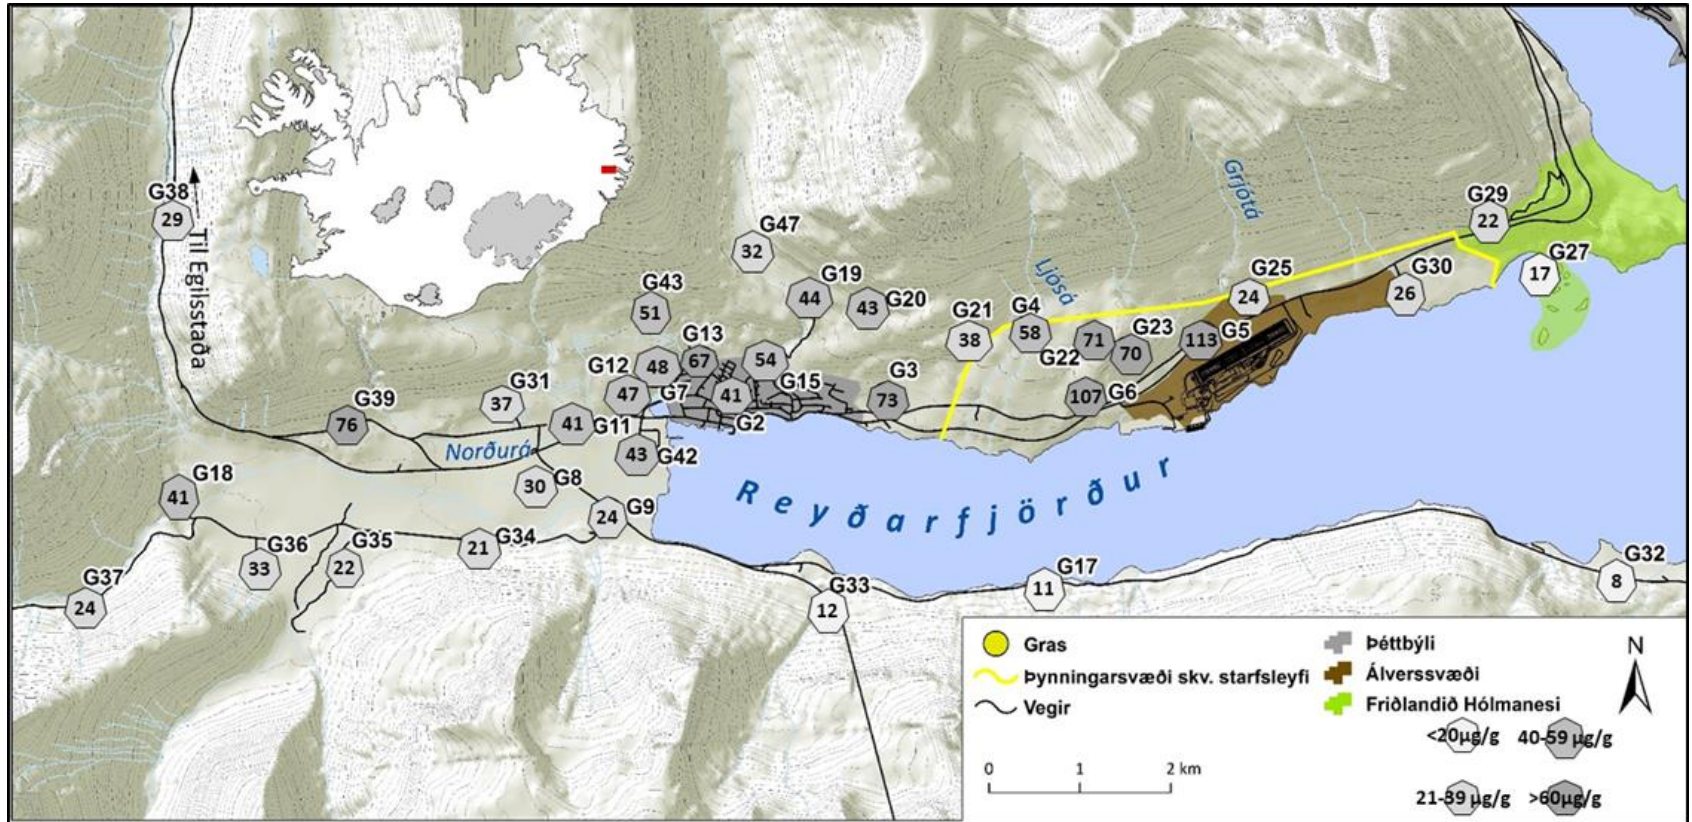 G38
29
Til Egilsstaða
G47
32
G19
44
G43
51
43
G20
G21
38
G4
58
Ljósá
Grjótá
G25
24
G29
22
G27
17
G30
26
G22
71
G23
70
113
G5
G13
67
54
G15
G12
48
47
G7
41
G2
G3
73
107
G6
G39
76
G31
37
41
G11
Norðurá
43
G42
G18
41
30
G8
G9
24
Reyðarfjörður
G36
33
G35
22
21
G34
G37
24
G33
12
G17
11
G32
8
Gras
Þynningarsvæði skv. starfsleyfi
Vegir
0 1 2 km
Þéttbýli
Álverssvæði
Friðlandið Hólmanesi
N
<20µg/g 40-59 µg/g
21-39 µg/g >60µg/g